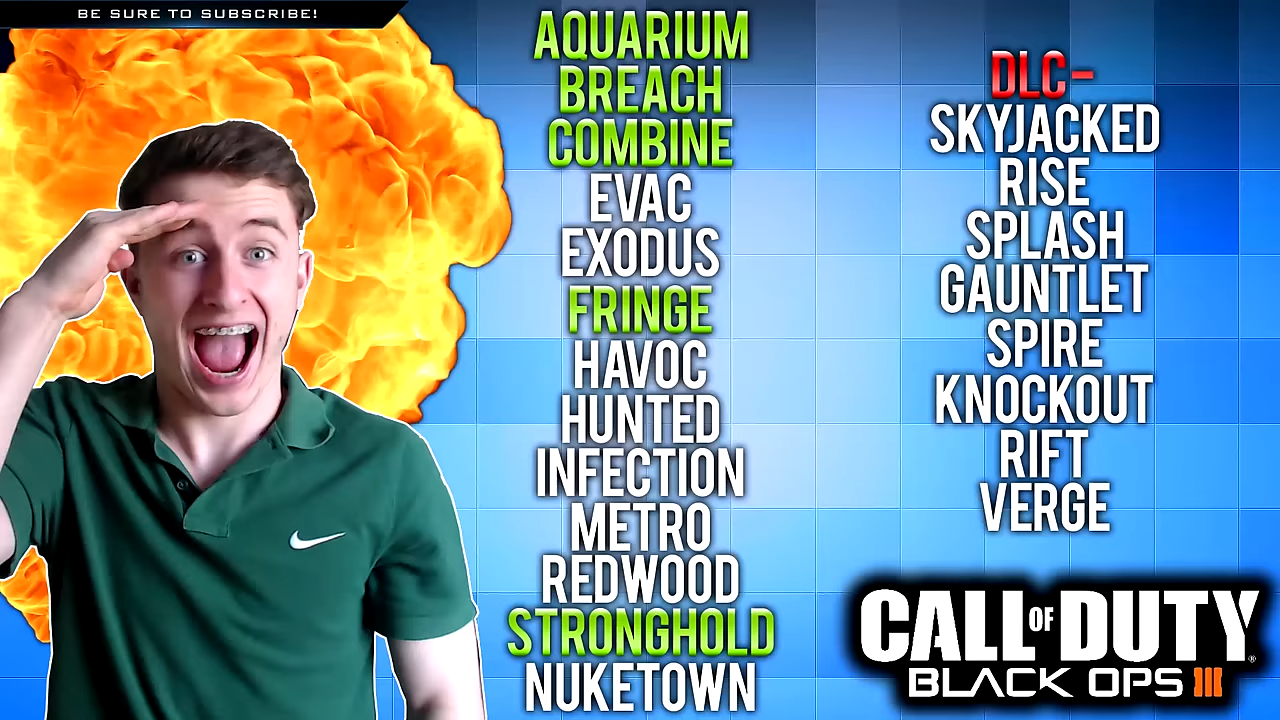 BE SURE TO SUBSCRIBE!
AQUARIUM
BREACH
COMBINE
EVAC
EXODUS
FRINGE
HAVOC
HUNTED
INFECTION
METRO
REDWOOD
STRONGHOLD
NUKETOWN
DLC-
SKYJACKED
RISE
SPLASH
GAUNTLET
SPIRE
KNOCKOUT
RIFT
VERGE
CALL OF DUTY®
BLACK OPS III